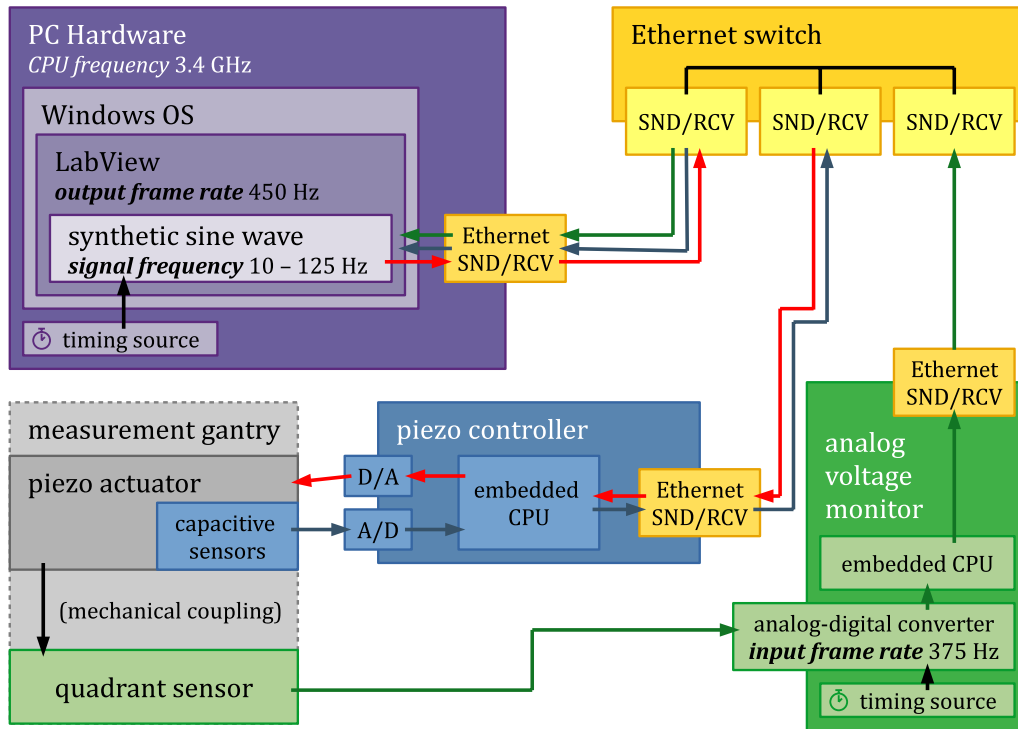 PC Hardware
CPU frequency 3.4 GHz
Windows OS
LabView
output frame rate 450 Hz
synthetic sine wave
signal frequency 10 – 125 Hz
timing source
Ethernet
SND/RCV
Ethernet switch
SND/RCV
SND/RCV
SND/RCV
measurement gantry
piezo actuator
capacitive
sensors
(mechanical coupling)
quadrant sensor
piezo controller
D/A
A/D
embedded
CPU
Ethernet
SND/RCV
Ethernet
SND/RCV
analog
voltage
monitor
embedded CPU
analog-digital converter
input frame rate 375 Hz
timing source